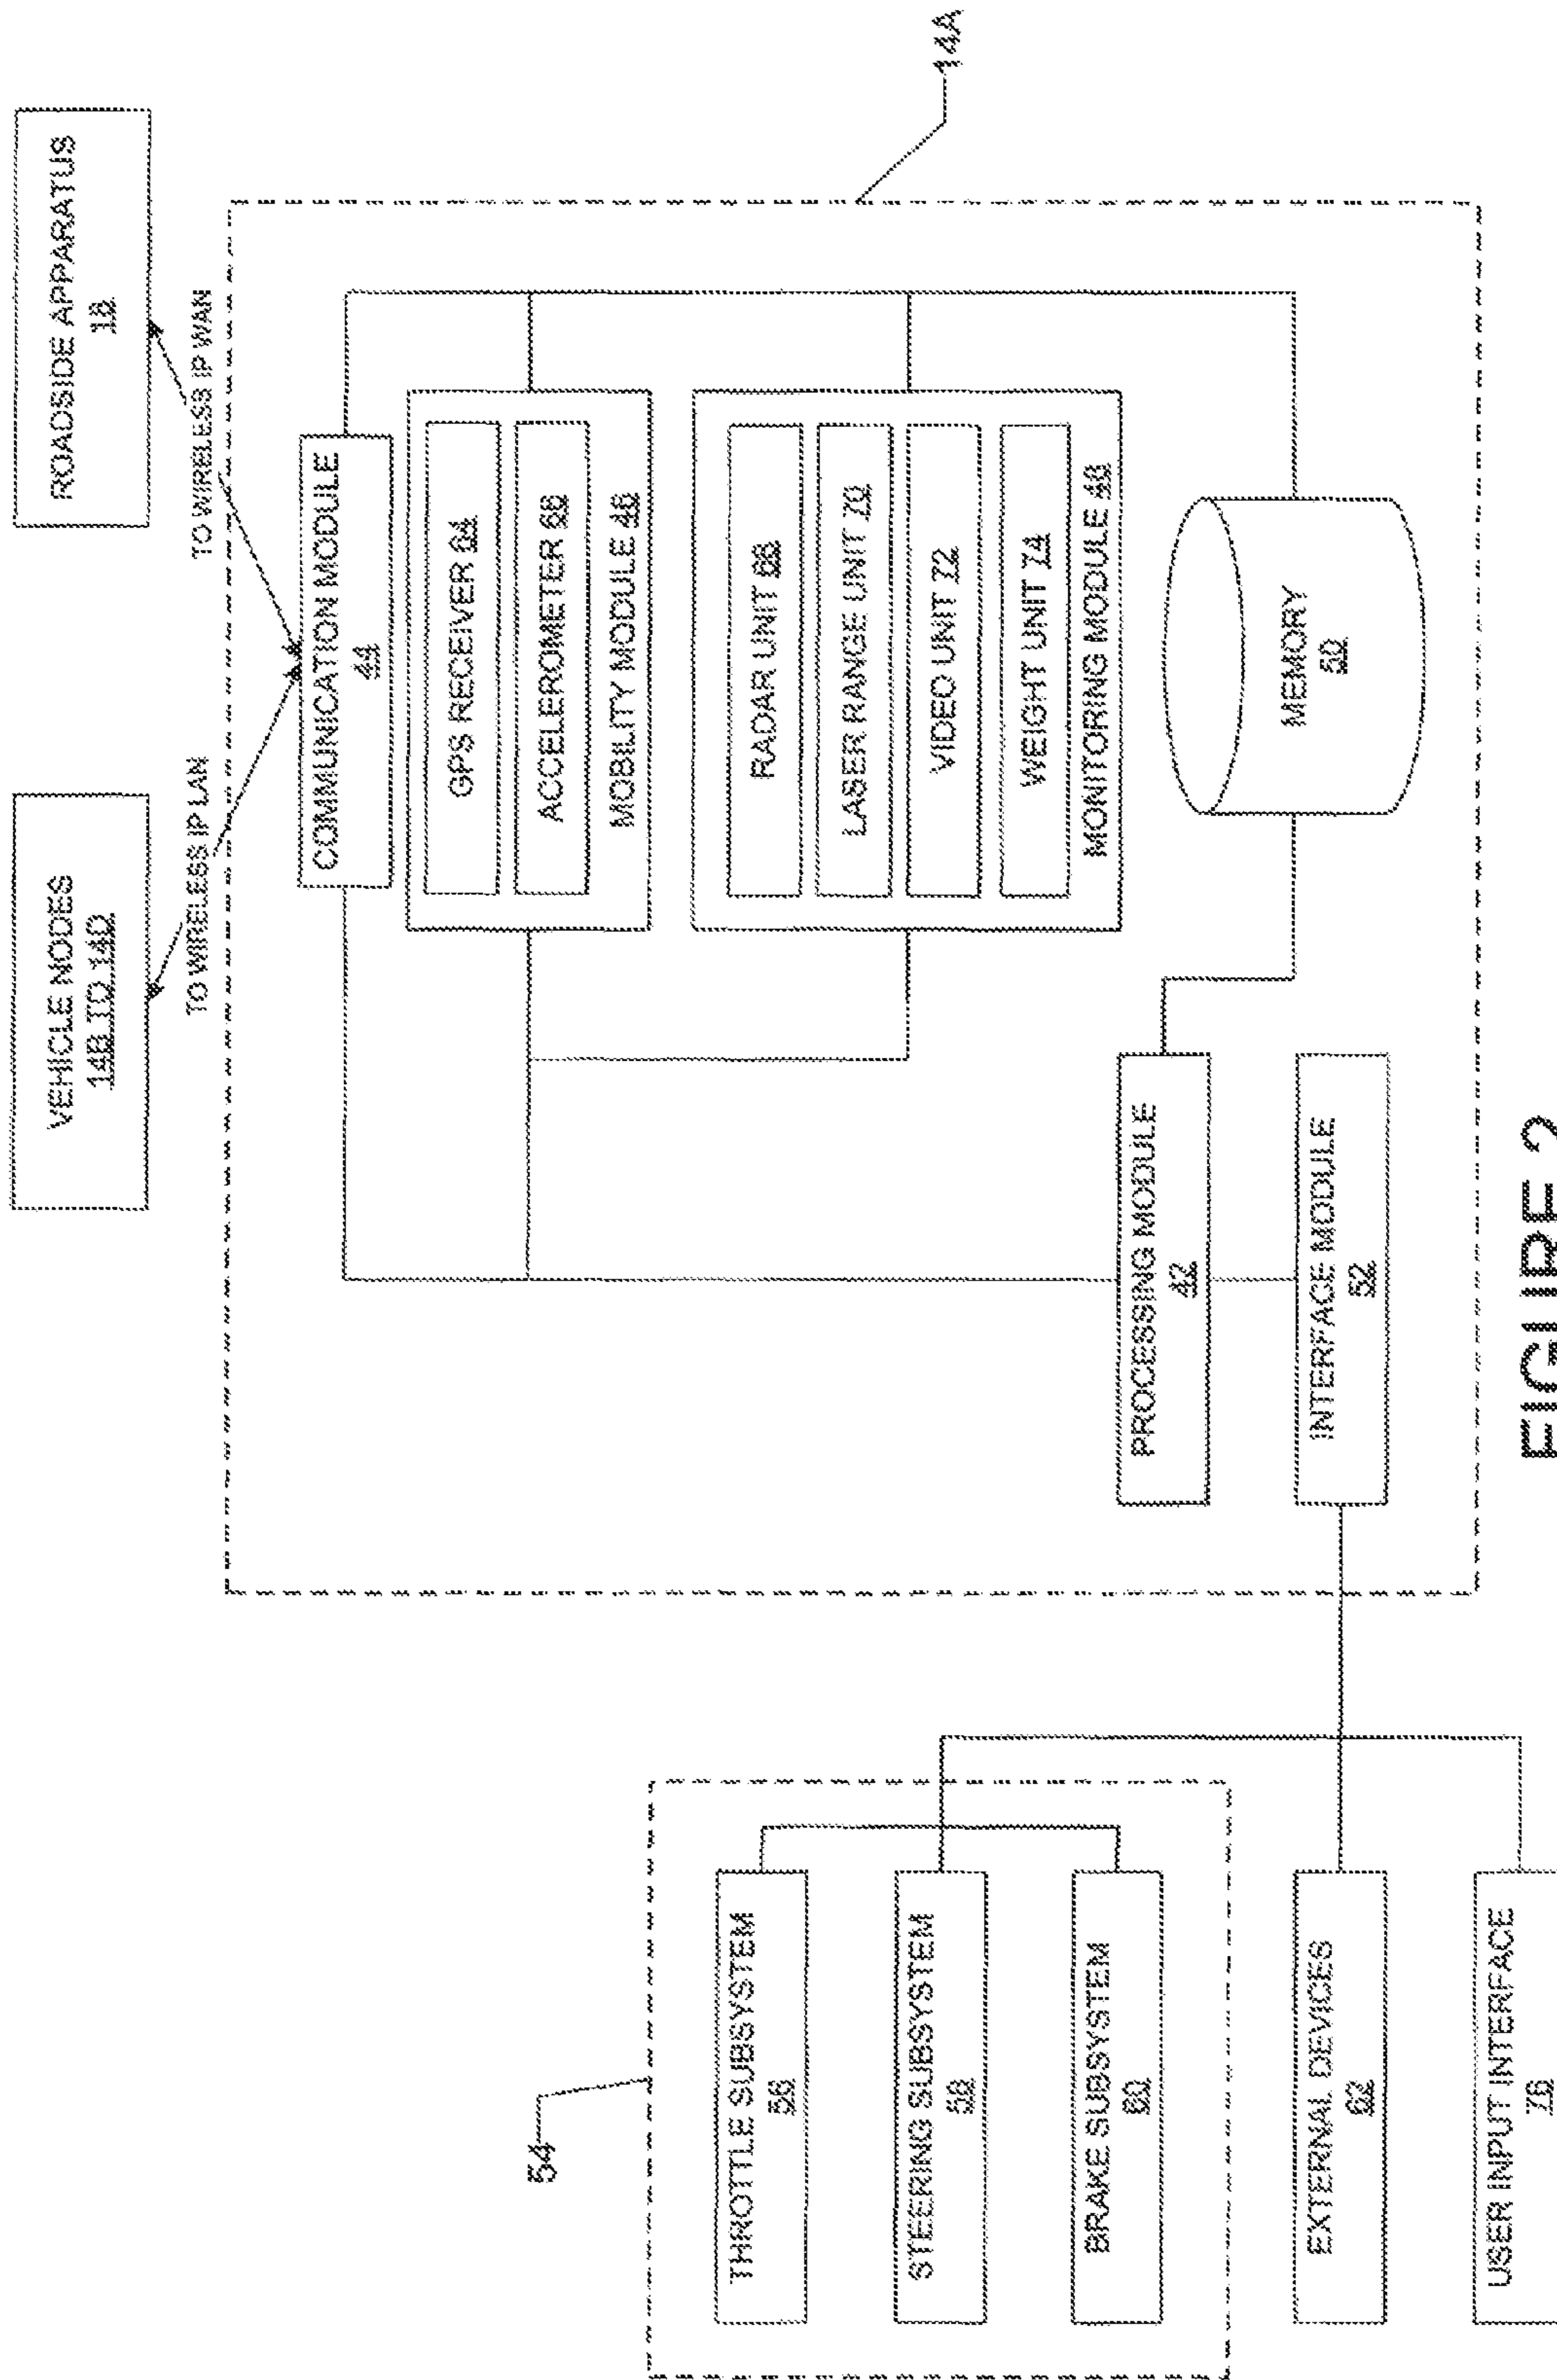 VEHICLE NODES
14B TO 14D
ROADSIDE APPARATUS
18
TO WIRELESS IP LAN
TO WIRELESS IP WAN
14A
COMMUNICATION MODULE
44
GPS RECEIVER 64
ACCELEROMETER 66
MOBILITY MODULE 46
RADAR UNIT 68
LASER RANGE UNIT 70
VIDEO UNIT 72
WEIGHT UNIT 74
MONITORING MODULE 48
MEMORY
50
PROCESSING MODULE
42
INTERFACE MODULE
52
54
THROTTLE SUBSYSTEM
56
STEERING SUBSYSTEM
58
BRAKE SUBSYSTEM
60
EXTERNAL DEVICES
62
USER INPUT INTERFACE
76
FIGURE 2